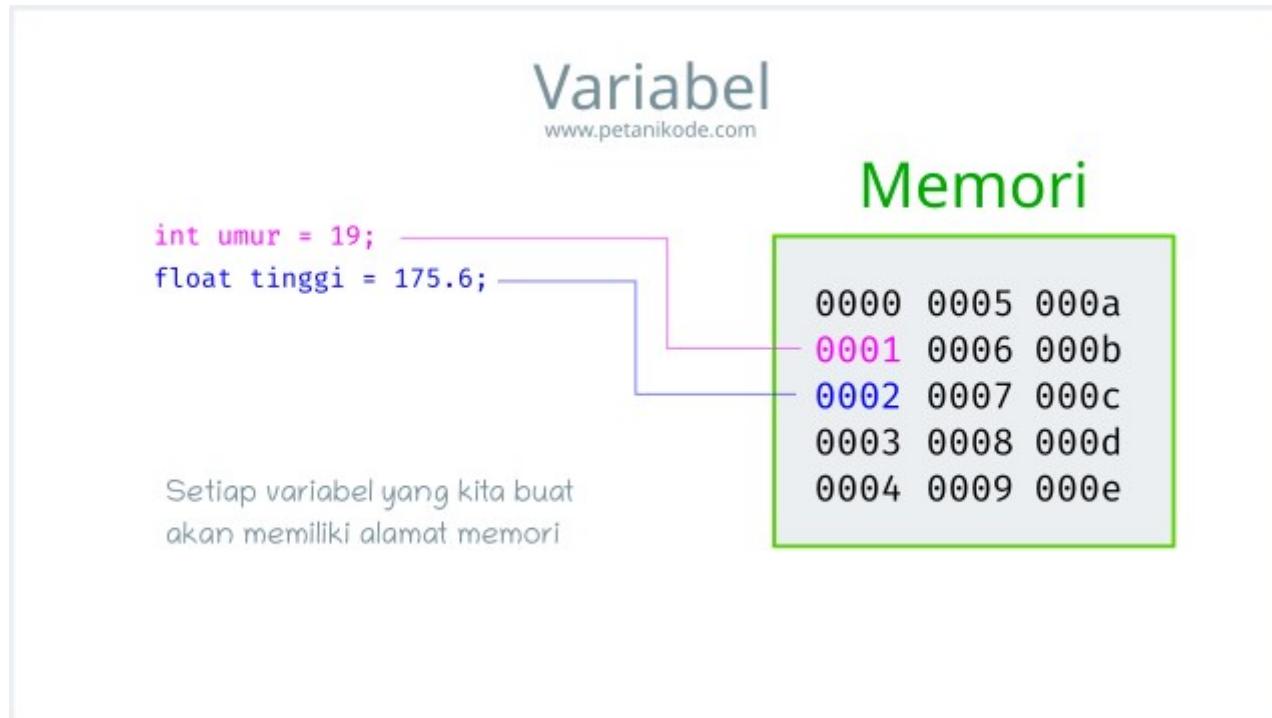 Variabel
www.petanikode.com
Memori
int umur = 19;
float tinggi = 175.6;
0000 0005 000a
0001 0006 000b
0002 0007 000c
0003 0008 000d
0004 0009 000e
Setiap variabel yang kita buat
akan memiliki alamat memori